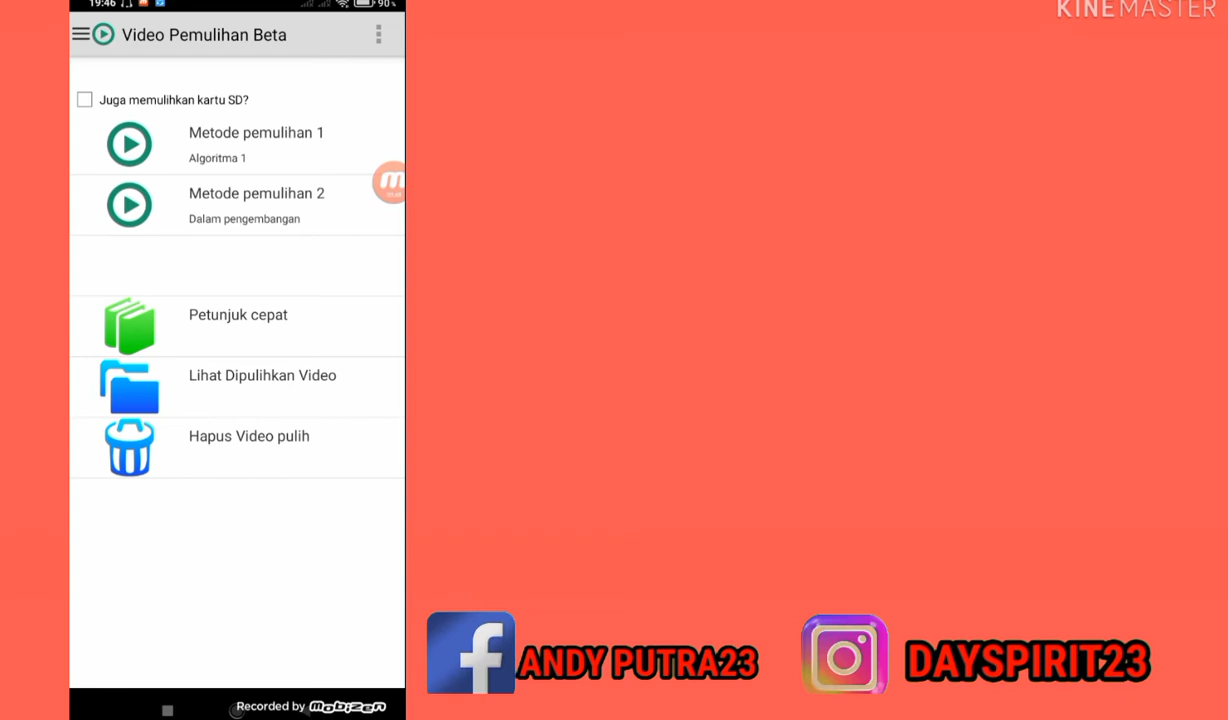 19:46
90%
KINEMASTER
Video Pemulihan Beta
Juga memulihkan kartu SD?
Metode pemulihan 1
Algoritma 1
Metode pemulihan 2
Dalam pengembangan
Petunjuk cepat
Lihat Dipulihkan Video
Hapus Video pulih
ANDY PUTRA23
DAYSPIRIT23
Recorded by mobizen